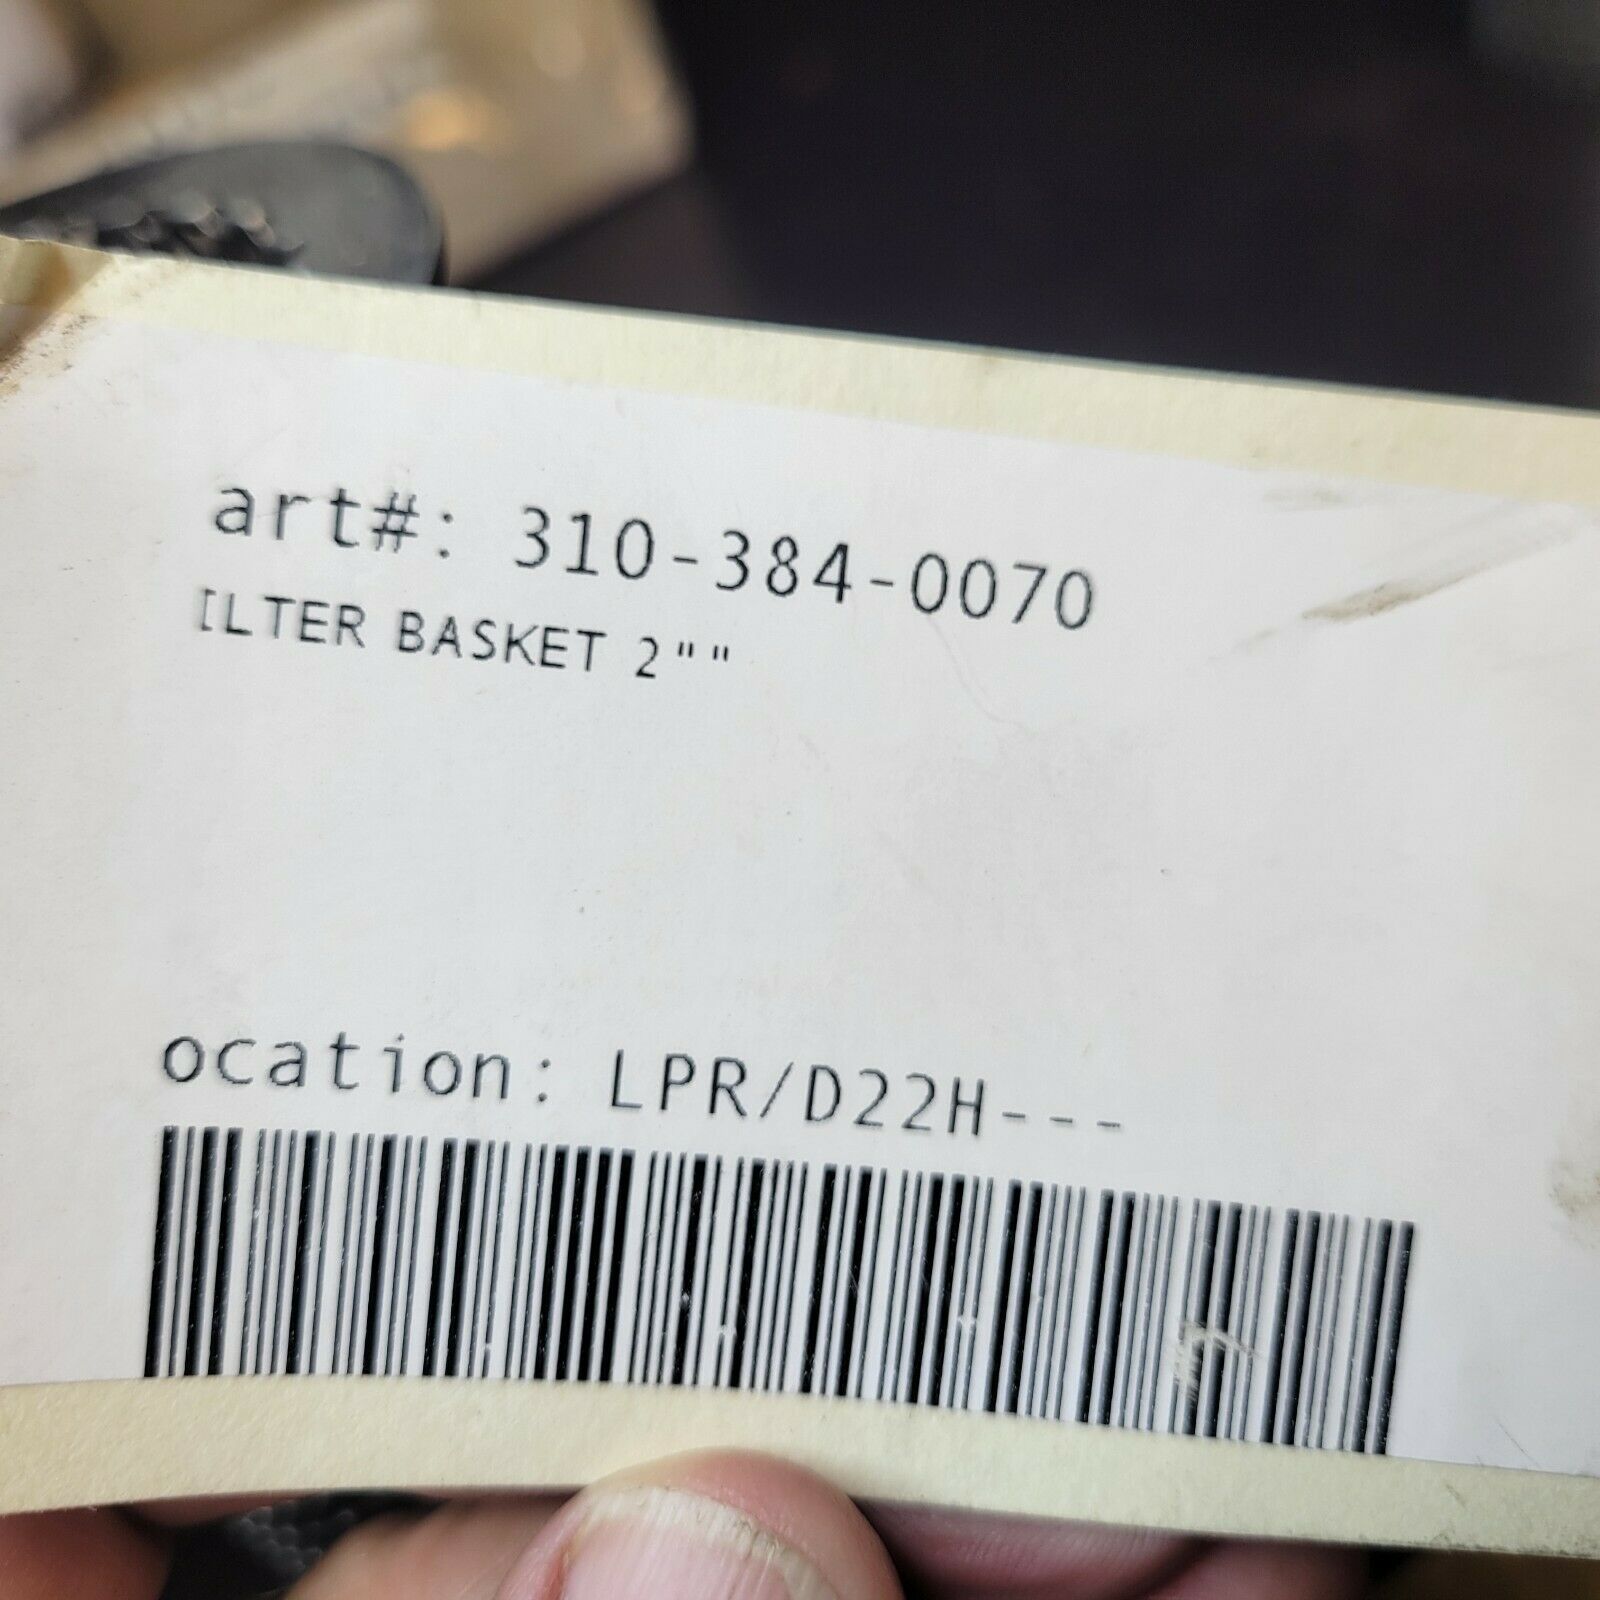 art#: 310-384-0070
ILTER BASKET 2""
ocation: LPR/D22H---